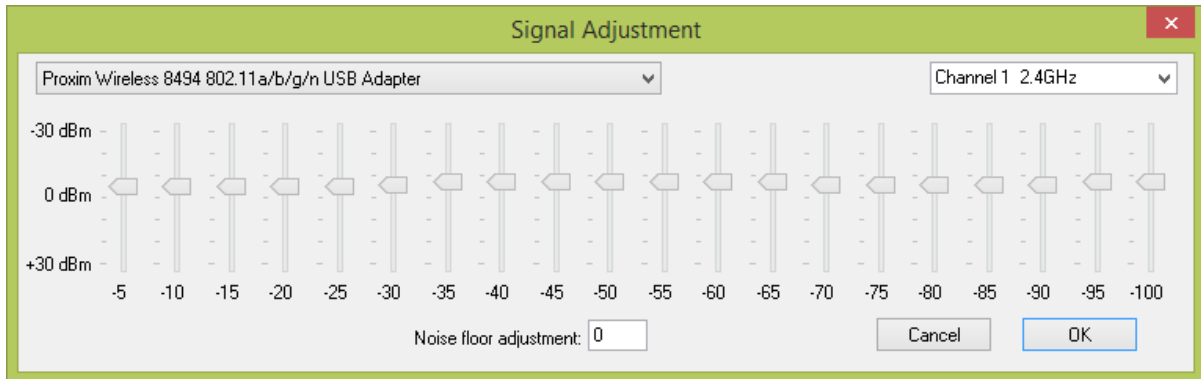 Signal Adjustment
Proxim Wireless 8494 802.11a/b/g/n USB Adapter
Channel 1 2.4GHz
-30 dBm
0 dBm
+30 dBm
-5 -10 -15 -20 -25 -30 -35 -40 -45 -50 -55 -60 -65 -70 -75 -80 -85 -90 -95 -100
Noise floor adjustment: 0
Cancel OK